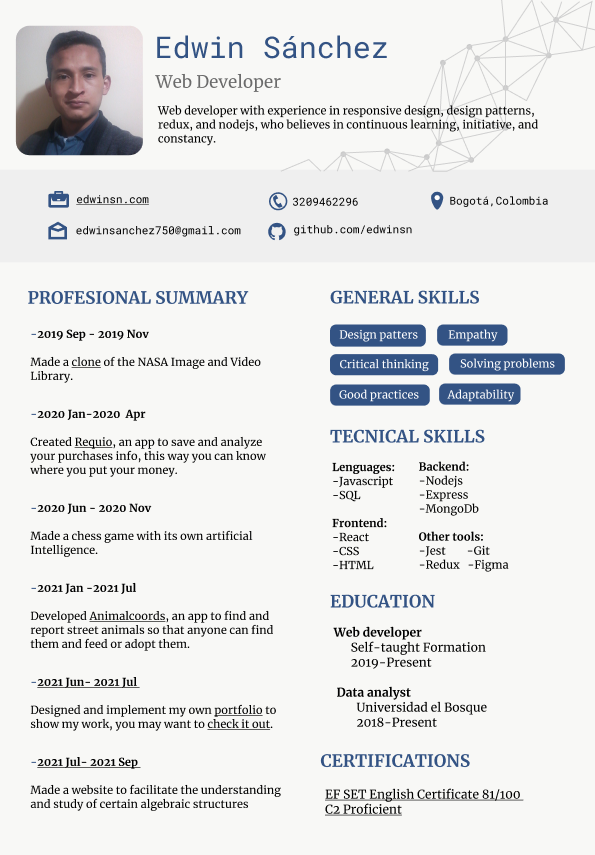 Edwin Sánchez
Web Developer
Web developer with experience in responsive design, design patterns,
redux, and nodejs, who believes in continuous learning, initiative, and
constancy.
edwinsn.com
3209462296
Bogotá,Colombia
edwinsanchez750@gmail.com
github.com/edwinsn
PROFESIONAL SUMMARY
-2019 Sep - 2019 Nov
Made a clone of the NASA Image and Video
Library.
-2020 Jan-2020 Apr
Created Requio, an app to save and analyze
your purchases info, this way you can know
where you put your money.
-2020 Jun - 2020 Nov
Made a chess game with its own artificial
Intelligence.
-2021 Jan -2021 Jul
Developed Animalcoords, an app to find and
report street animals so that anyone can find
them and feed or adopt them.
-2021 Jun- 2021 Jul
Designed and implement my own portfolio to
show my work, you may want to check it out.
-2021 Jul- 2021 Sep
Made a website to facilitate the understanding
and study of certain algebraic structures
GENERAL SKILLS
Design patters
Empathy
Critical thinking
Solving problems
Good practices
Adaptability
TECNICAL SKILLS
Lenguages:
-Javascript
-SQL
Frontend:
-React
-CSS
-HTML
Backend:
-Nodejs
-Express
-MongoDb
Other tools:
-Jest -Git
-Redux -Figma
EDUCATION
Web developer
Self-taught Formation
2019-Present
Data analyst
Universidad el Bosque
2018-Present
CERTIFICATIONS
EF SET English Certificate 81/100
C2 Proficient